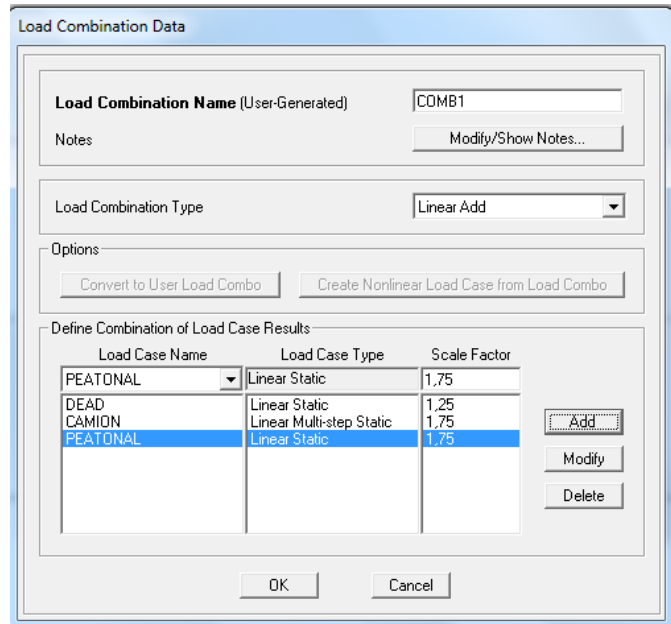 Load Combination Data
Load Combination Name (User-Generated) COMB1
Notes Modify/Show Notes...
Load Combination Type Linear Add
Options
Convert to User Load Combo Create Nonlinear Load Case from Load Combo
Define Combination of Load Case Results
Load Case Name Load Case Type Scale Factor
PEATONAL Linear Static 1,75
DEAD Linear Static 1,25
CAMION Linear Multi-step Static 1,75
PEATONAL Linear Static 1,75
Add
Modify
Delete
OK Cancel